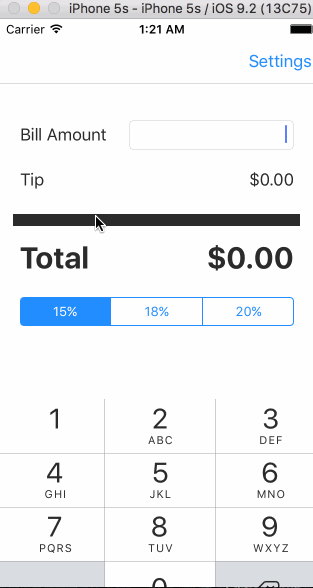 iPhone 5s - iPhone 5s / iOS 9.2 (13C75)
Carrier 1:21 AM
Settings
Bill Amount
Tip $0.00
Total $0.00
15% 18% 20%
1 2 3
ABC DEF
4 5 6
GHI JKL MNO
7 8 9
PQRS TUV WXYZ
0